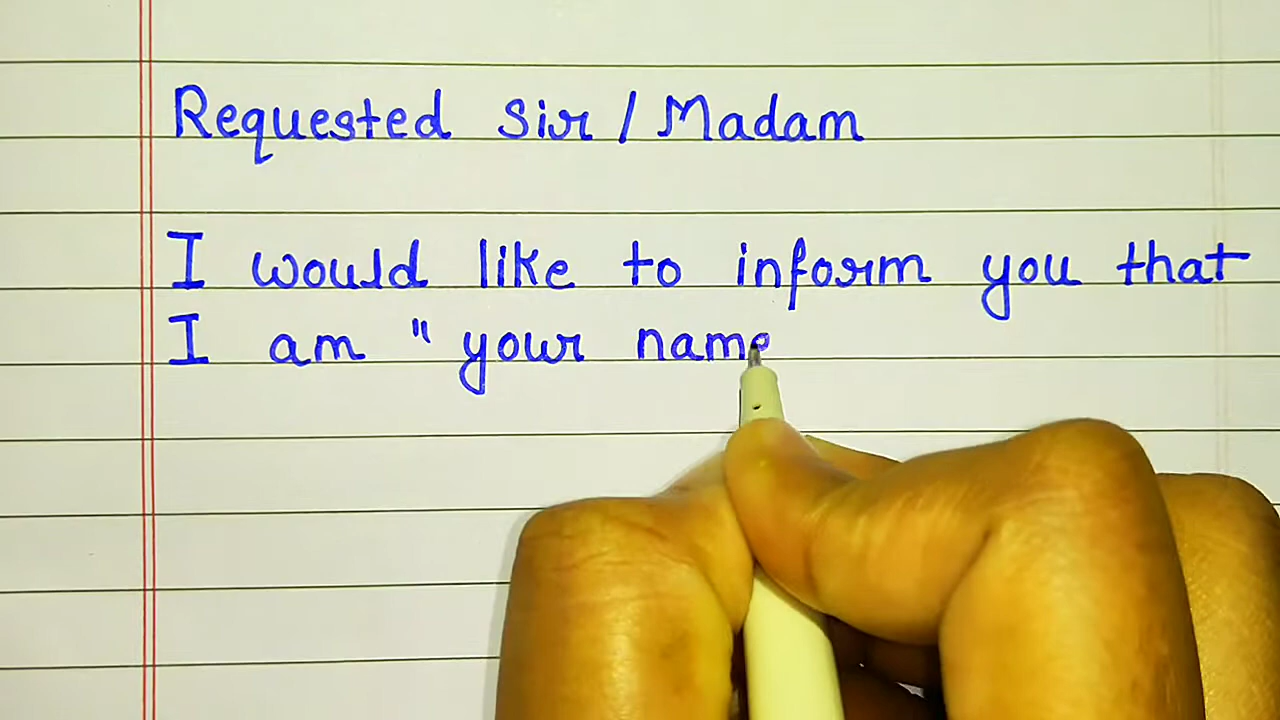 Requested Sir / Madam
I would like to inform you that
I am " your name